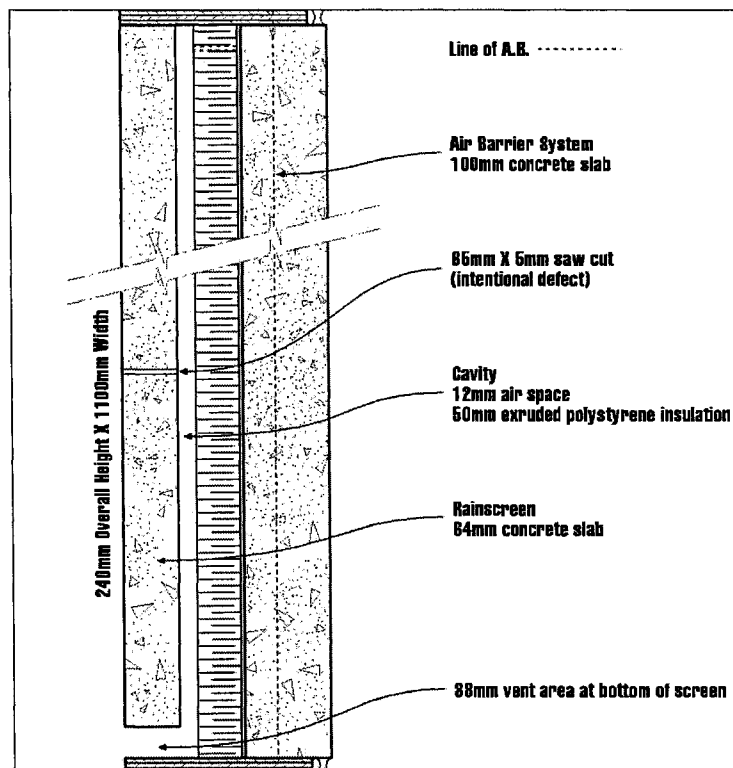 Line of A.B.
Air Barrier System
100mm concrete slab
65mm X 5mm saw cut
(intentional defect)
Cavity
12mm air space
50mm exruded polystyrene insulation
Rainscreen
64mm concrete slab
88mm vent area at bottom of screen
240mm Overall Height X 1100mm Width